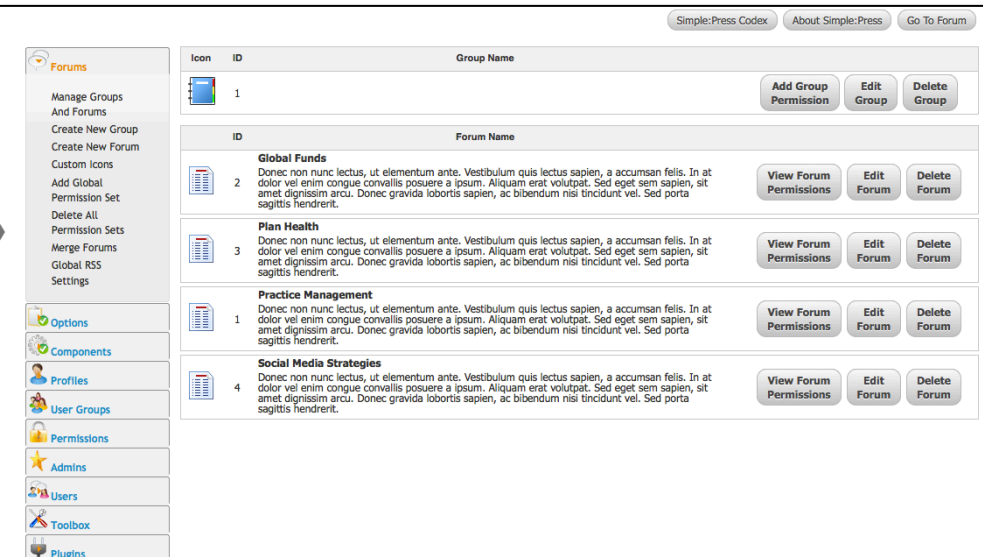 Simple:Press Codex
About Simple:Press
Go To Forum
Forums
Manage Groups
And Forums
Create New Group
Create New Forum
Custom Icons
Add Global
Permission Set
Delete All
Permission Sets
Merge Forums
Global RSS
Settings
Options
Components
Profiles
User Groups
Permissions
Admins
Users
Toolbox
Plugins
Icon ID Group Name
1
Add Group
Permission
Edit
Group
Delete
Group
ID Forum Name
Global Funds
2
Donec non nunc lectus, ut elementum ante. Vestibulum quis lectus sapien, a accumsan felis. In at
dolor vel enim congue convallis posuere a ipsum. Aliquam erat volutpat. Sed eget sem sapien, sit
amet dignissim arcu. Donec gravida lobortis sapien, ac bibendum nisi tincidunt vel. Sed porta
sagittis hendrerit.
View Forum
Permissions
Edit
Forum
Delete
Forum
Plan Health
3
Donec non nunc lectus, ut elementum ante. Vestibulum quis lectus sapien, a accumsan felis. In at
dolor vel enim congue convallis posuere a ipsum. Aliquam erat volutpat. Sed eget sem sapien, sit
amet dignissim arcu. Donec gravida lobortis sapien, ac bibendum nisi tincidunt vel. Sed porta
sagittis hendrerit.
View Forum
Permissions
Edit
Forum
Delete
Forum
Practice Management
1
Donec non nunc lectus, ut elementum ante. Vestibulum quis lectus sapien, a accumsan felis. In at
dolor vel enim congue convallis posuere a ipsum. Aliquam erat volutpat. Sed eget sem sapien, sit
amet dignissim arcu. Donec gravida lobortis sapien, ac bibendum nisi tincidunt vel. Sed porta
sagittis hendrerit.
View Forum
Permissions
Edit
Forum
Delete
Forum
Social Media Strategies
4
Donec non nunc lectus, ut elementum ante. Vestibulum quis lectus sapien, a accumsan felis. In at
dolor vel enim congue convallis posuere a ipsum. Aliquam erat volutpat. Sed eget sem sapien, sit
amet dignissim arcu. Donec gravida lobortis sapien, ac bibendum nisi tincidunt vel. Sed porta
sagittis hendrerit.
View Forum
Permissions
Edit
Forum
Delete
Forum